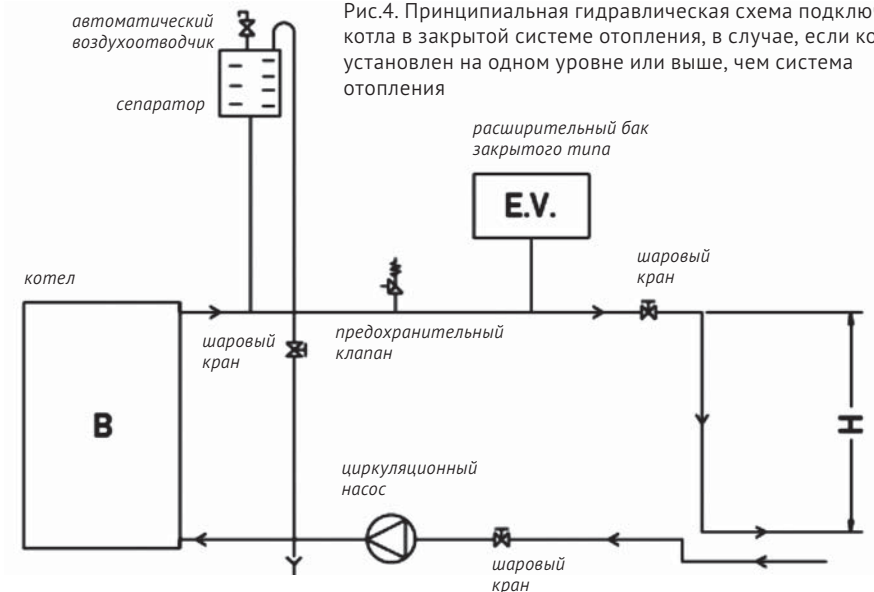 автоматический
воздухоотводчик
Рис.4. Принципиальная гидравлическая схема
котла в закрытой системе отопления, в случае, если
установлен на одном уровне или выше, чем система
отопления
сепаратор
расширительный бак
закрытого типа
E.V.
шаровый
кран
котел
шаровый
кран
предохранительный
клапан
B
H
циркуляционный
насос
шаровый
кран